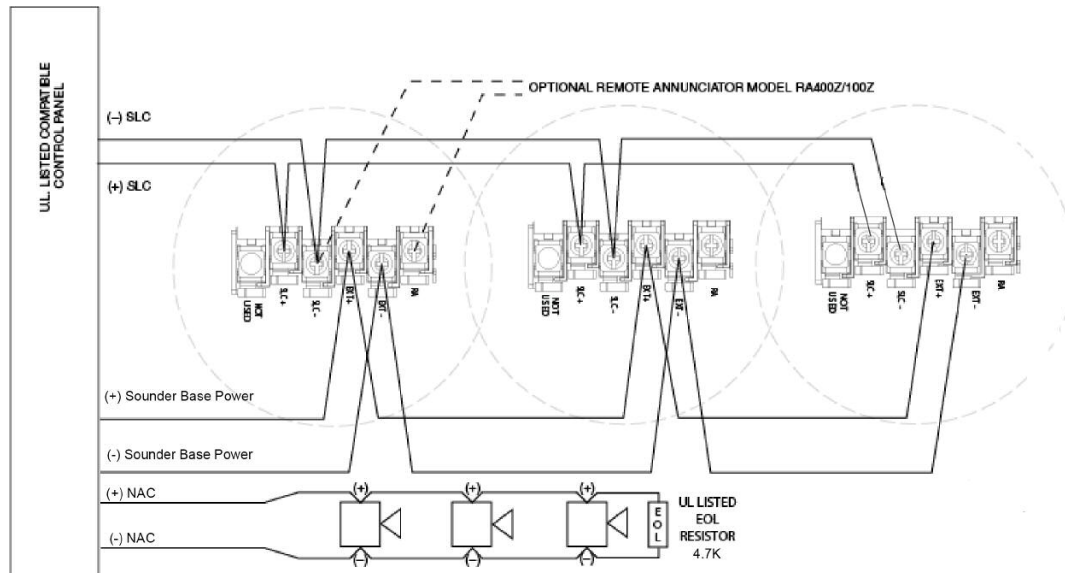 U.L. LISTED COMPATIBLE
CONTROL PANEL
OPTIONAL REMOTE ANNUNCIATOR MODEL RA400Z/100Z
(−) SLC
(+) SLC
NOT
USED
SLC +
SLC -
EXT+
EXT -
RA
NOT
USED
SLC +
SLC -
EXT+
EXT -
RA
NOT
USED
SLC +
SLC -
EXT +
EXT -
RA
(+) Sounder Base Power
(-) Sounder Base Power
(+) NAC
(-) NAC
(+)
(+)
(+)
(−)
(−)
(−)
EOL
UL LISTED
EOL
RESISTOR
4.7K